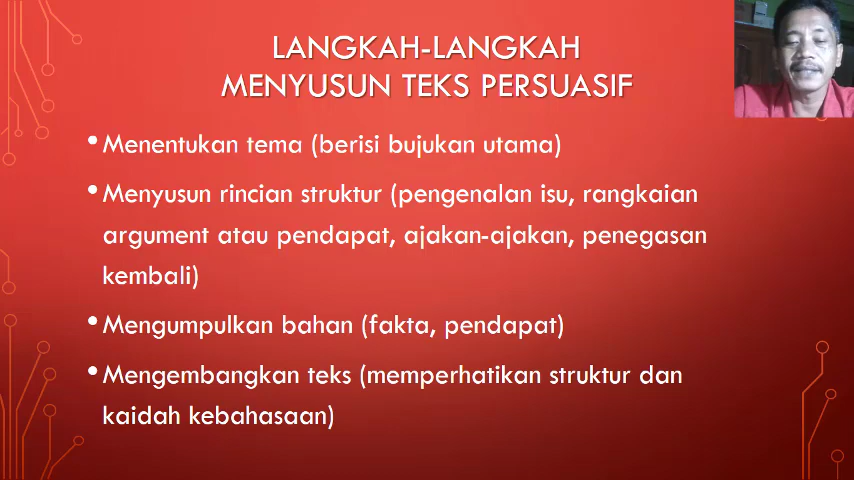 LANGKAH-LANGKAH
MENYUSUN TEKS PERSUASIF
• Menentukan tema (berisi bujukan utama)
• Menyusun rincian struktur (pengenalan isu, rangkaian
argument atau pendapat, ajakan-ajakan, penegasan
kembali)
• Mengumpulkan bahan (fakta, pendapat)
• Mengembangkan teks (memperhatikan struktur dan
kaidah kebahasaan)